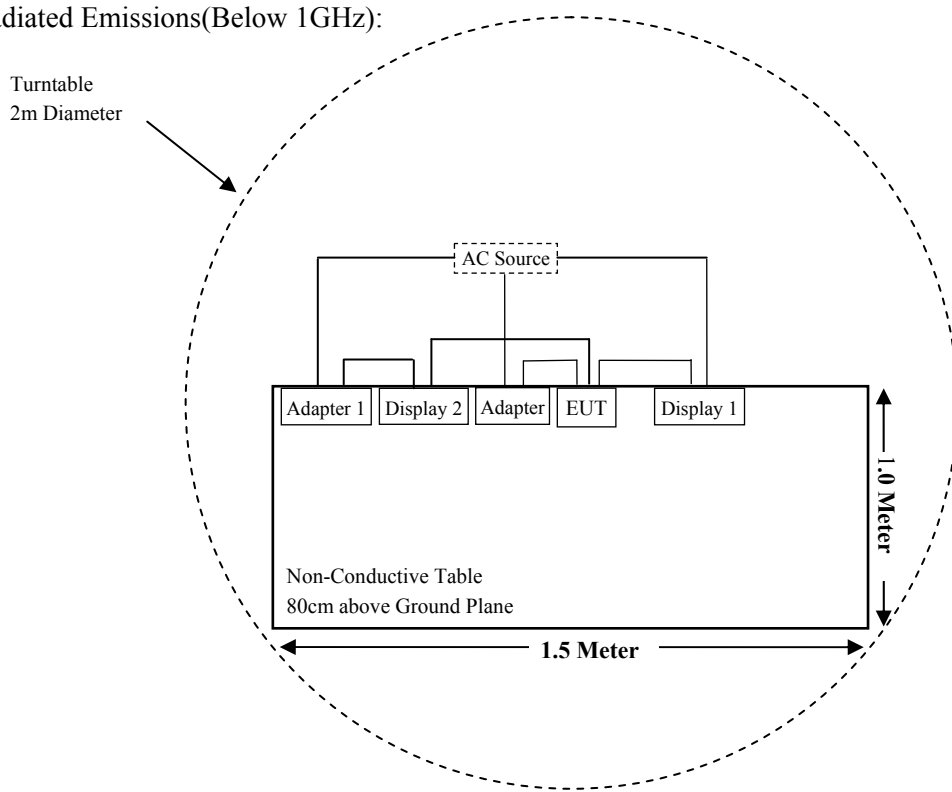 adiated Emissions(Below 1GHz):
Turntable
2m Diameter
AC Source
Adapter 1
Display 2
Adapter
EUT
Display 1
1.0 Meter
Non-Conductive Table
80cm above Ground Plane
1.5 Meter